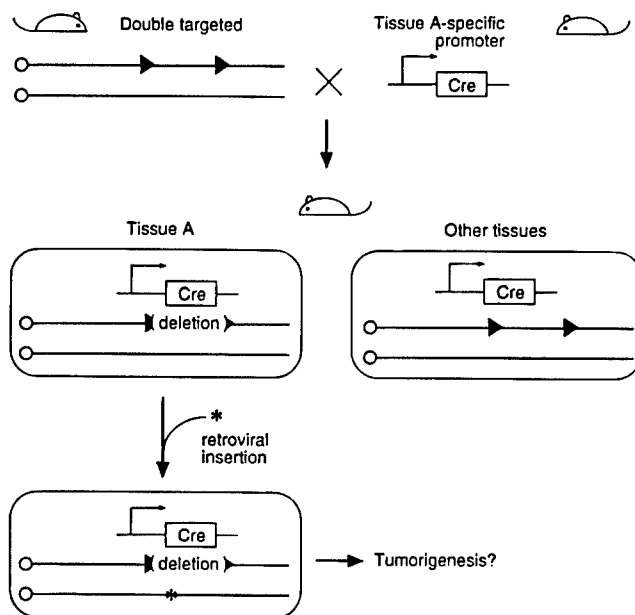 Double targeted
Tissue A-specific
promoter
Cre
Tissue A
Other tissues
Cre
Cre
deletion
*
retroviral
insertion
Cre
deletion
*
Tumorigenesis?